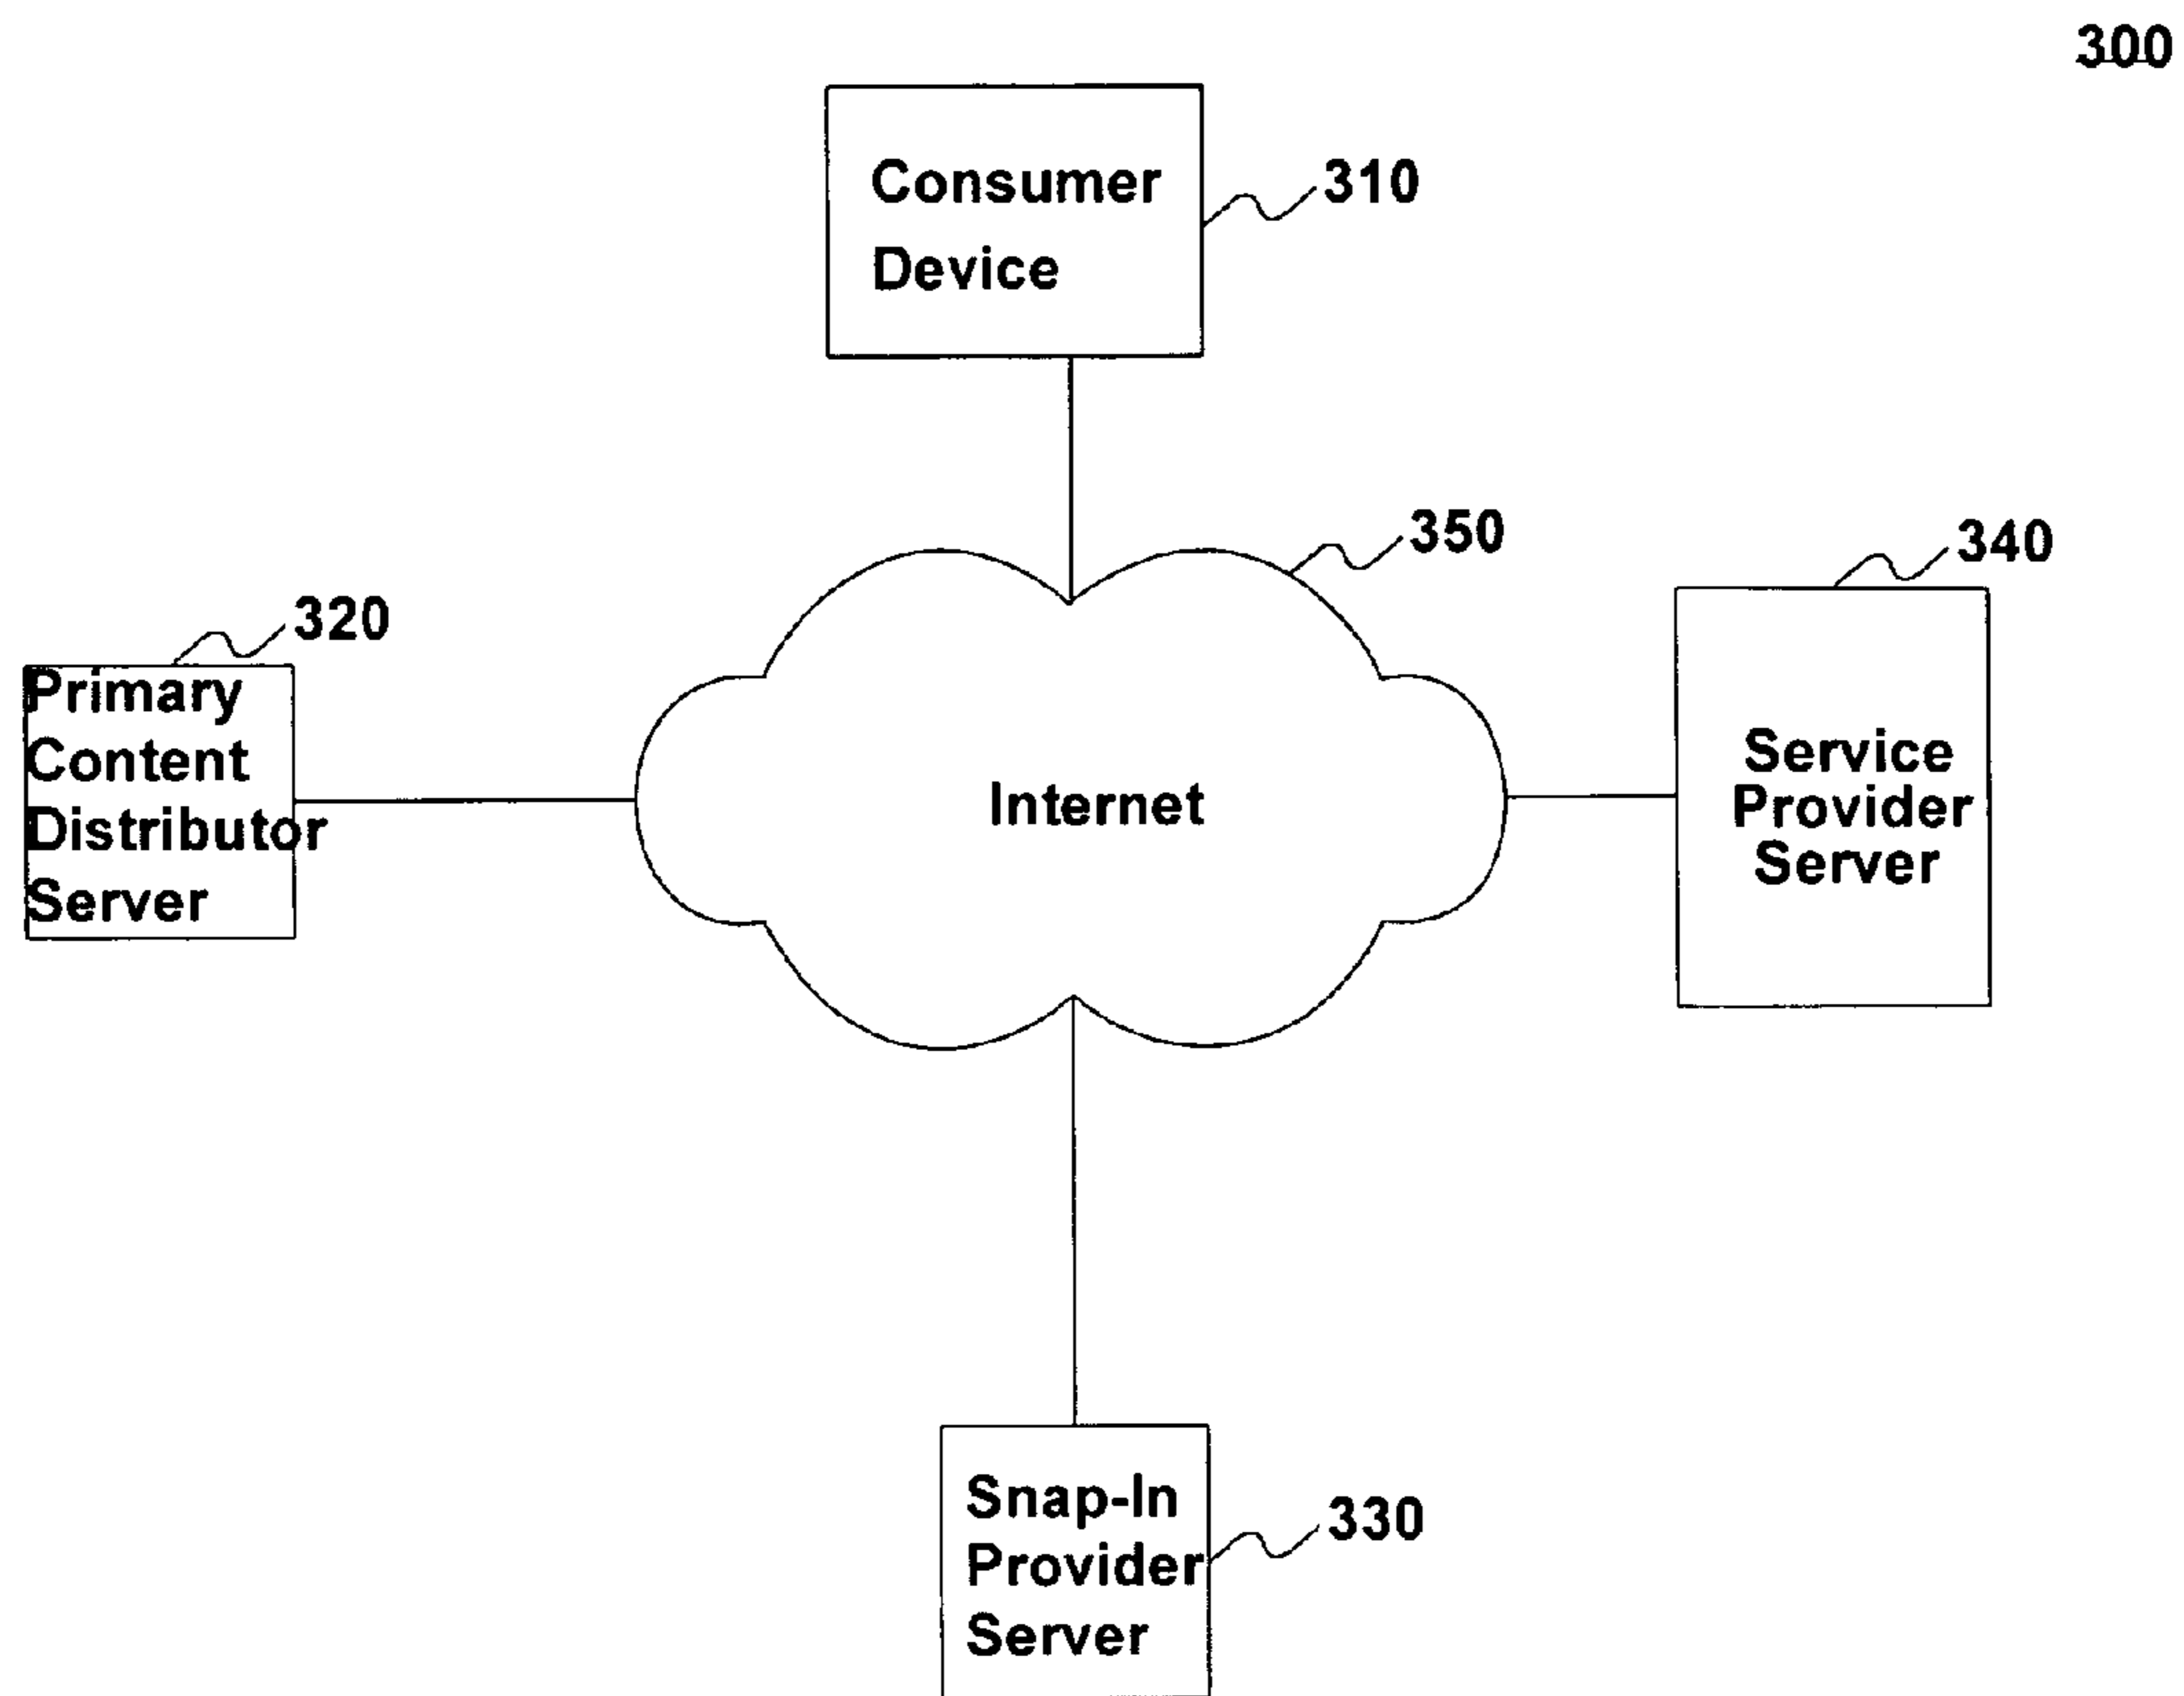 300
Consumer
Device
310
350
340
320
Primary
Content
Distributor
Server
Internet
Service
Provider
Server
Snap-In
Provider
Server
330